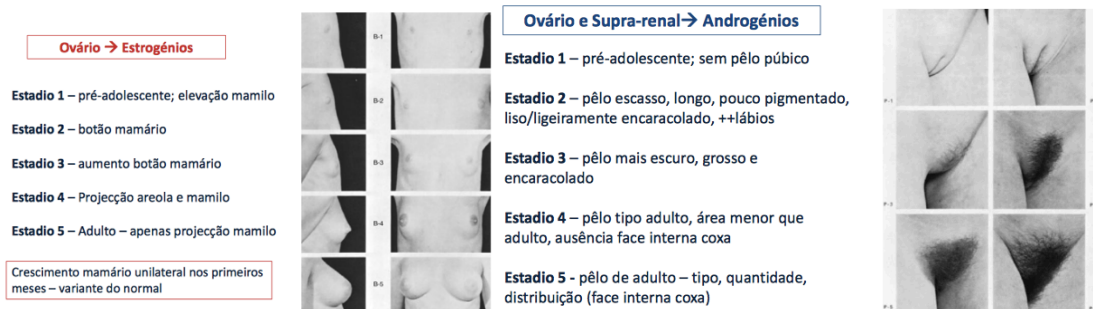 Ovário → Estrogénios
Estadio 1 – pré-adolescente; elevação mamilo
Estadio 2 – botão mamário
Estadio 3 – aumento botão mamário
Estadio 4 – Projecção areola e mamilo
Estadio 5 – Adulto – apenas projecção mamilo
Crescimento mamário unilateral nos primeiros
meses – variante do normal
B-1
B-2
B-3
B-4
B-5
Ovário e Supra-renal→ Androgénios
Estadio 1 – pré-adolescente; sem pêlo púbico
Estadio 2 – pêlo escasso, longo, pouco pigmentado,
liso/ligeiramente encaracolado, ++lábios
Estadio 3 – pêlo mais escuro, grosso e
encaracolado
Estadio 4 – pêlo tipo adulto, área menor que
adulto, ausência face interna coxa
Estadio 5 - pêlo de adulto – tipo, quantidade,
distribuição (face interna coxa)
P-1
P-3
P-5